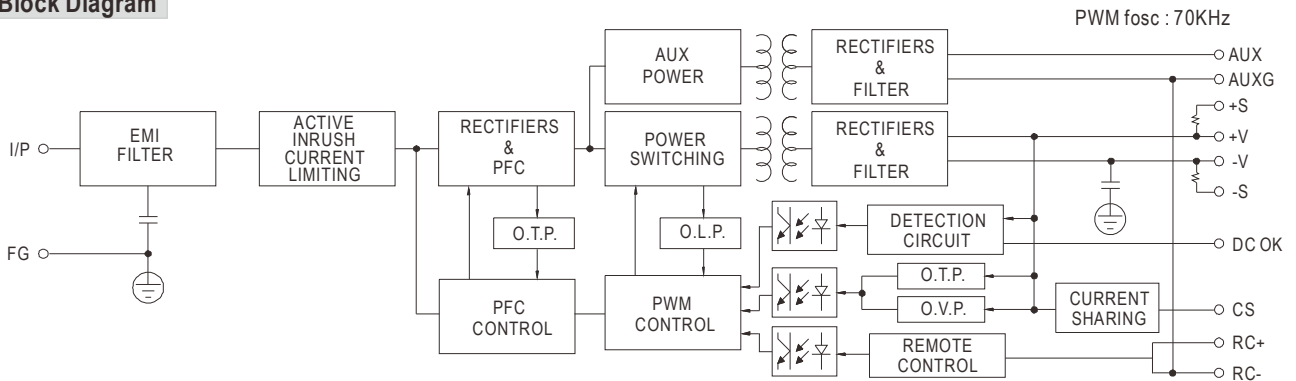 Block Diagram
PWM fosc : 70KHz
I/P
FG
EMI
FILTER
ACTIVE
INRUSH
CURRENT
LIMITING
RECTIFIERS
&
PFC
O.T.P.
PFC
CONTROL
AUX
POWER
POWER
SWITCHING
O.L.P.
PWM
CONTROL
RECTIFIERS
&
FILTER
RECTIFIERS
&
FILTER
DETECTION
CIRCUIT
O.T.P.
O.V.P.
CURRENT
SHARING
REMOTE
CONTROL
AUX
AUXG
+S
+V
-V
-S
DC OK
CS
RC+
RC-